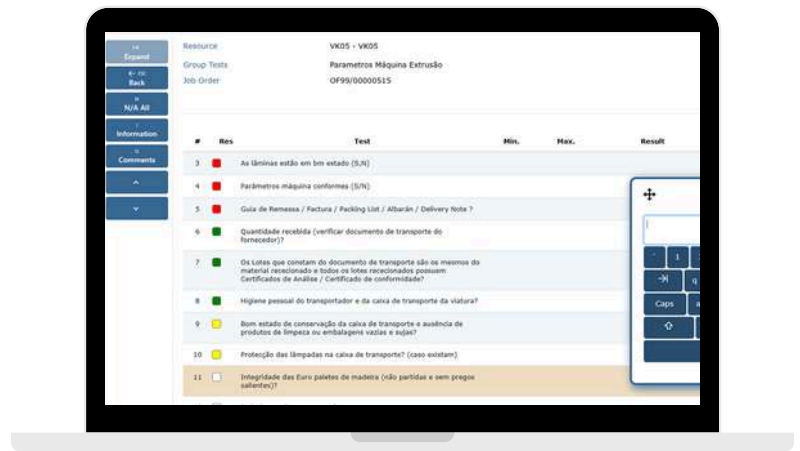 Expand
Back
N/A All
Information
Comments
Resource VK05 - VK05
Group Tests Parametros Máquina Extrusão
Job Order OF99/00000515
# Res Test Min. Max. Result
3 As lâminas estão em bm estado (S,N)
4 Parâmetros máquina conformes (S/N)
5 Guia de Remessa / Factura / Packing List / Albarán / Delivery Note ?
6 Quantidade recebida (verificar documento de transporte do
fornecedor)?
7 Os Lotes que constam do documento de transporte são os mesmos do
material rececionado e todos os lotes rececionados possuem
Certificados de Análise / Certificado de conformidade?
8 Higiene pessoal do transportador e da caixa de transporte da viatura?
9 Bom estado de conservação da caixa de transporte e ausência de
produtos de limpeza ou embalagens vazias e sujas?
10 Protecção das lâmpadas na caixa de transporte? (caso existam)
11 Integridade das Euro paletes de madeira (não partidas e sem pregos
salientes)?
1
q
Caps a